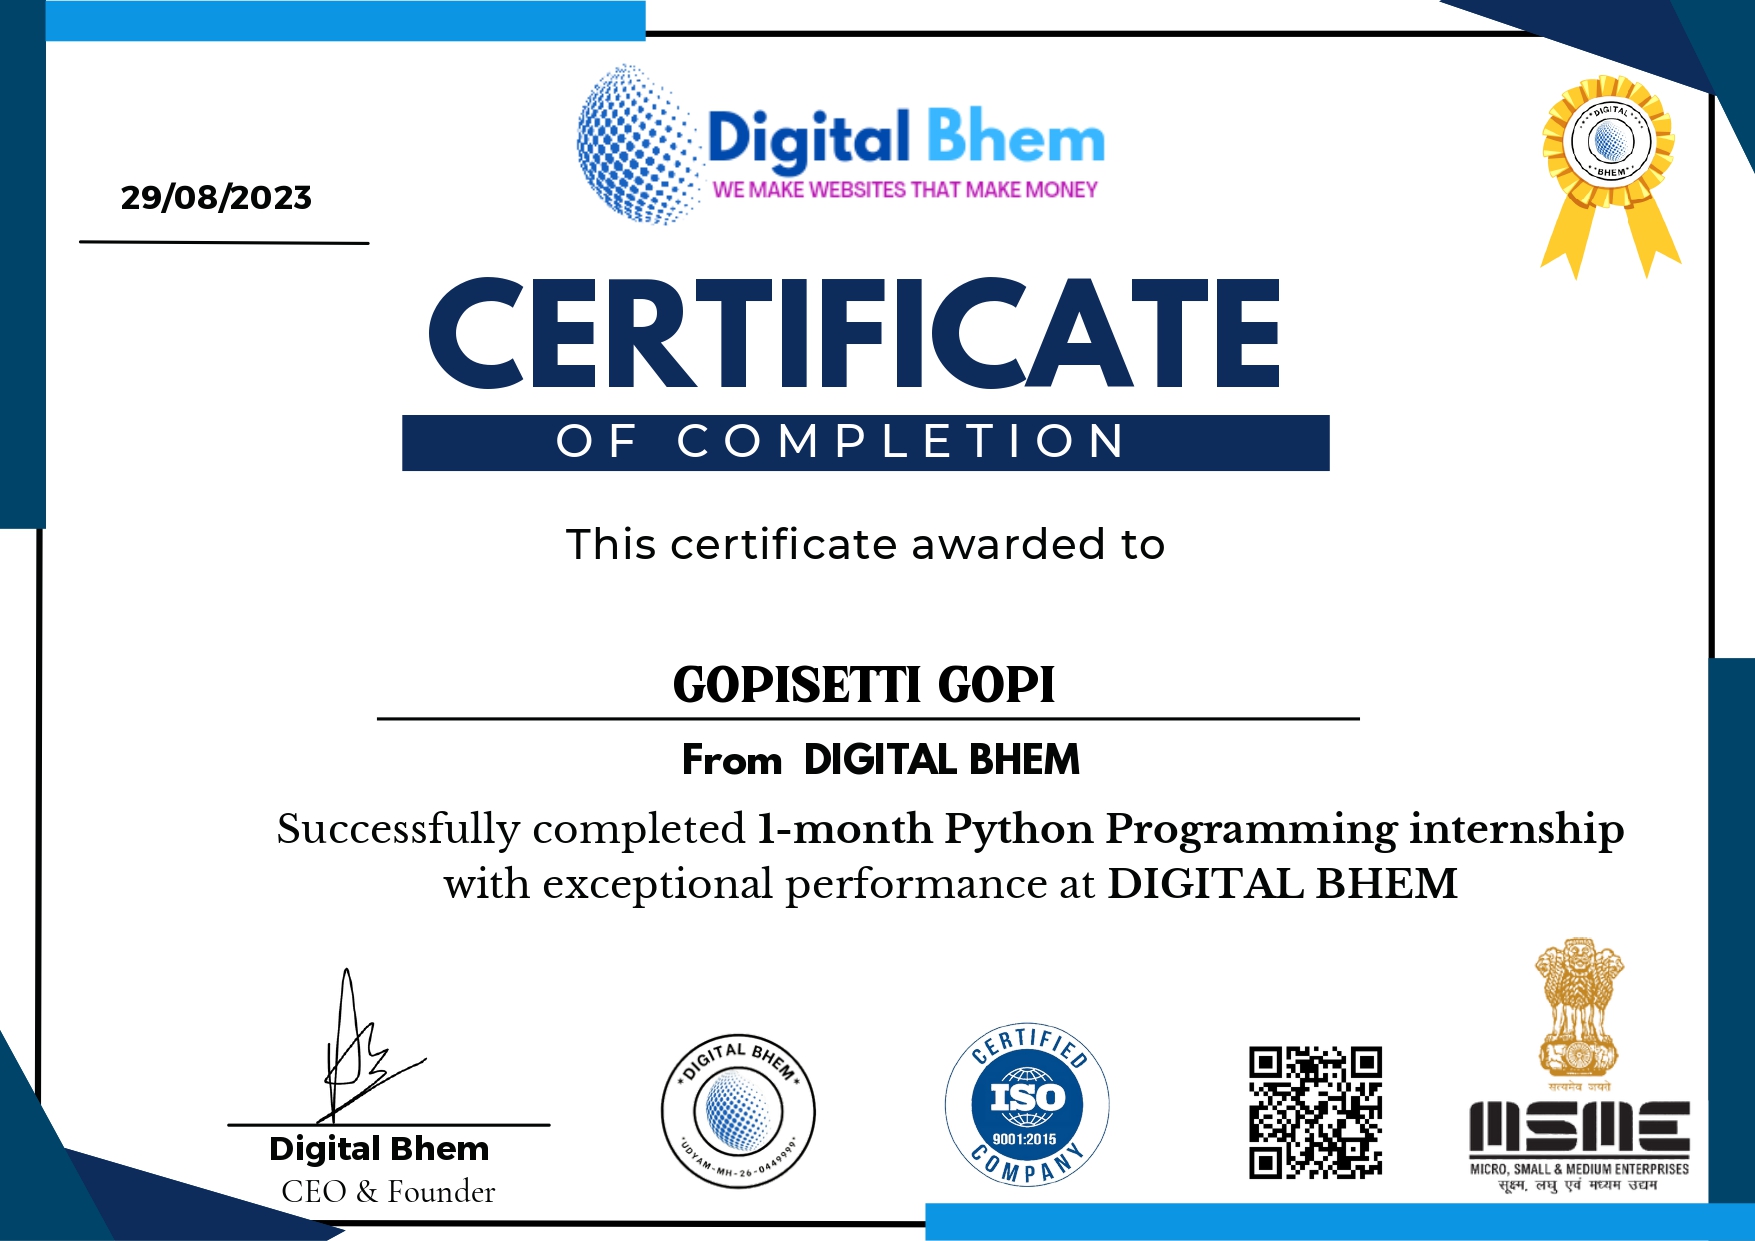 Digital Bhem
WE MAKE WEBSITES THAT MAKE MONEY
DIGITAL
BHEM
29/08/2023
CERTIFICATE
OF COMPLETION
This certificate awarded to
GOPISETTI GOPI
From DIGITAL BHEM
Successfully completed 1-month Python Programming internship
with exceptional performance at DIGITAL BHEM
Digital Bhem
CEO & Founder
*DIGITAL BHEM*
*UDYAM-MH-26-0449999*
CERTIFIED
ISO
9001:2015
COMPANY
सत्यमेव जयते
MSME
MICRO, SMALL & MEDIUM ENTERPRISES
सूक्ष्म, लघु एवं मध्यम उद्यम